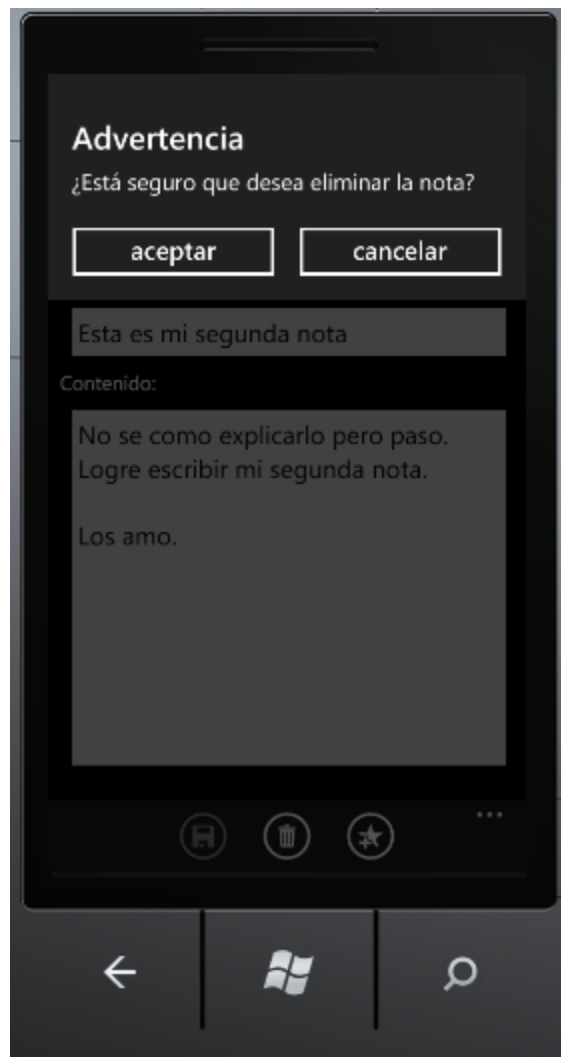 Advertencia
¿Está seguro que desea eliminar la nota?
aceptar
cancelar
Esta es mi segunda nota
Contenido:
No se como explicarlo pero paso.
Logre escribir mi segunda nota.
Los amo.